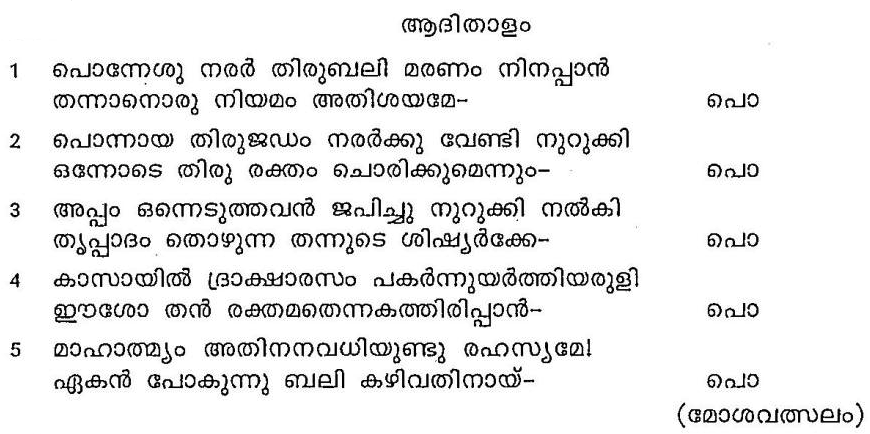 ആദിതാളം
1 പൊന്നേശു നരർ തിരുബലി മരണം നിനപ്പാൻ
തന്നാനൊരു നിയമം അതിശയമേ- പൊ
2 പൊന്നായ തിരുജഡം നരർക്കു വേണ്ടി നുറുക്കി
ഒന്നോടെ തിരു രക്തം ചൊരിക്കുമെന്നും- പൊ
3 അപ്പം ഒന്നെടുത്തവൻ ജപിച്ചു നുറുക്കി നൽകി
തൃപ്പാദം തൊഴുന്ന തന്നുടെ ശിഷ്യർക്കേ- പൊ
4 കാസായിൽ ദ്രാക്ഷാരസം പകർന്നുയർത്തിയരുളി
ഈശോ തൻ രക്തമതെന്നകത്തിരിപ്പാൻ- പൊ
5 മാഹാത്മ്യം അതിനനവധിയുണ്ടു രഹസ്യമേ!
ഏകൻ പോകുന്നു ബലി കഴിവതിനായ്- പൊ
(മോശവത്സലം)